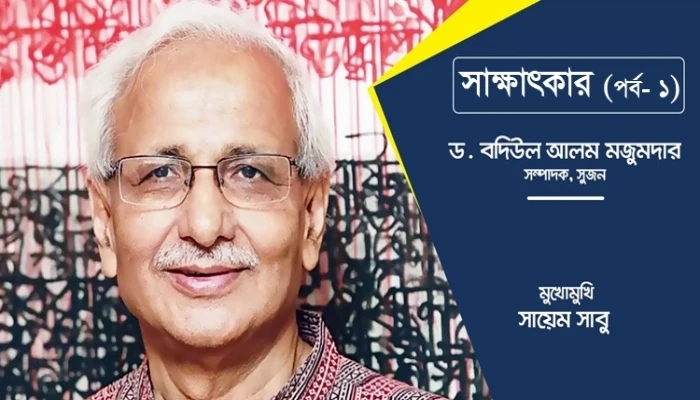 সাক্ষাৎকার (পর্ব- ১)
ড. বদিউল আলম মজুমদার
সম্পাদক, সুজন
মুখোমুখি
সায়েম সাবু